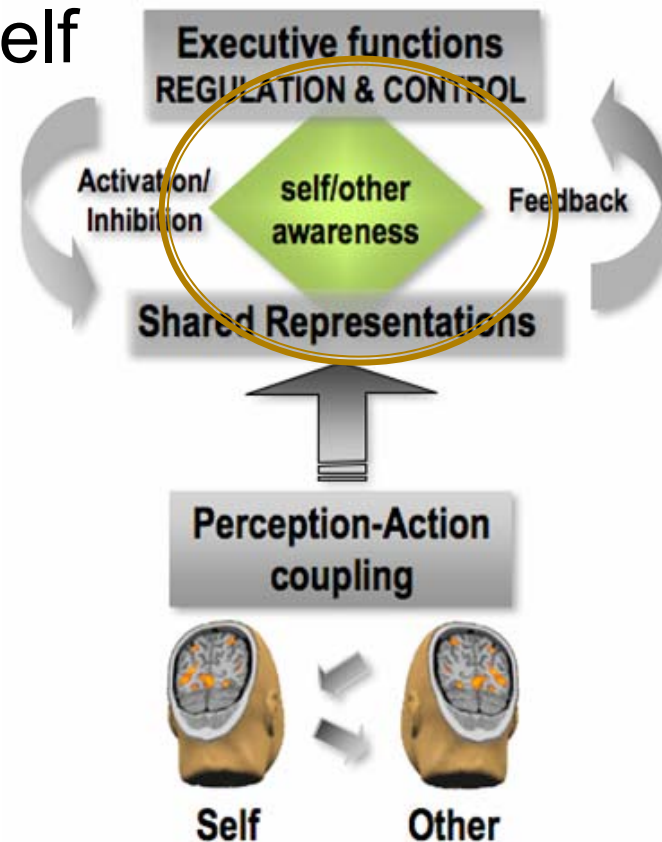 elf
Executive functions
REGULATION & CONTROL
Activation/
Inhibition
self/other
awareness
Feedback
Shared Representations
Perception-Action
coupling
Self
Other